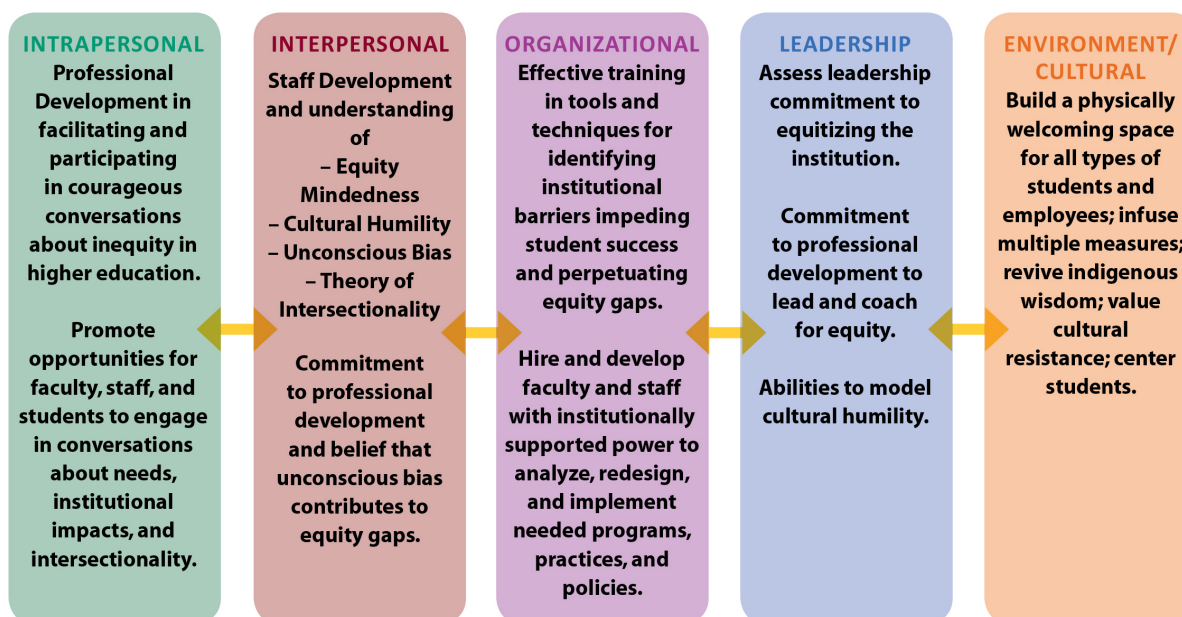 INTRAPERSONAL
Professional
Development in
facilitating and
participating
in courageous
conversations
about inequity in
higher education.
Promote
opportunities for
faculty, staff, and
students to engage
in conversations
about needs,
institutional
impacts, and
intersectionality.
INTERPERSONAL
Staff Development
and understanding
of
– Equity
Mindedness
– Cultural Humility
– Unconscious Bias
– Theory of
Intersectionality
Commitment
to professional
development
and belief that
unconscious bias
contributes to
equity gaps.
ORGANIZATIONAL
Effective training
in tools and
techniques for
identifying
institutional
barriers impeding
student success
and perpetuating
equity gaps.
Hire and develop
faculty and staff
with institutionally
supported power to
analyze, redesign,
and implement
needed programs,
practices, and
policies.
LEADERSHIP
Assess leadership
commitment to
equitizing the
institution.
Commitment
to professional
development to
lead and coach
for equity.
Abilities to model
cultural humility.
ENVIRONMENT/
CULTURAL
Build a physically
welcoming space
for all types of
students and
employees; infuse
multiple measures;
revive indigenous
wisdom; value
cultural
resistance; center
students.